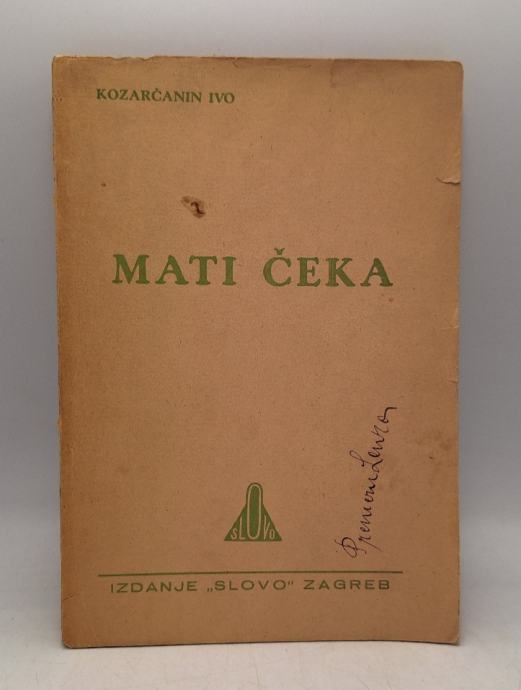 KOZARČANIN IVO
MATI ČEKA
SLOVO
IZDANJE „SLOVO" ZAGREB